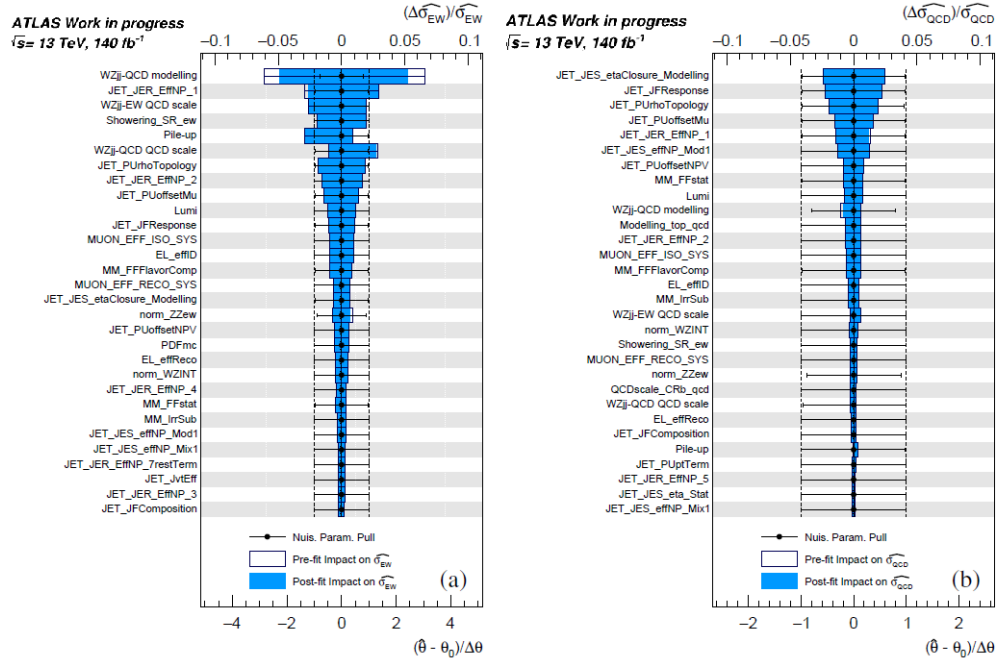 ATLAS Work in progress
√s= 13 TeV, 140 fb⁻¹
(Δσ̂_EW)/σ̂_EW
−0.1 −0.05 0 0.05 0.1
WZjj-QCD modelling
JET_JER_EffNP_1
WZjj-EW QCD scale
Showering_SR_ew
Pile-up
WZjj-QCD QCD scale
JET_PUrhoTopology
JET_JER_EffNP_2
JET_PUoffsetMu
Lumi
JET_JFResponse
MUON_EFF_ISO_SYS
EL_effID
MM_FFFlavorComp
MUON_EFF_RECO_SYS
JET_JES_etaClosure_Modelling
norm_ZZew
JET_PUoffsetNPV
PDFmc
EL_effReco
norm_WZINT
JET_JER_EffNP_4
MM_FFstat
MM_IrrSub
JET_JES_effNP_Mod1
JET_JES_effNP_Mix1
JET_JER_EffNP_7restTerm
JET_JvtEff
JET_JER_EffNP_3
JET_JFComposition
Nuis. Param. Pull
Pre-fit Impact on σ̂_EW
Post-fit Impact on σ̂_EW
(a)
−4 −2 0 2 4
(θ̂ - θ₀)/Δθ
ATLAS Work in progress
√s= 13 TeV, 140 fb⁻¹
(Δσ̂_QCD)/σ̂_QCD
−0.1 −0.05 0 0.05 0.1
JET_JES_etaClosure_Modelling
JET_JFResponse
JET_PUrhoTopology
JET_PUoffsetMu
JET_JER_EffNP_1
JET_JES_effNP_Mod1
JET_PUoffsetNPV
MM_FFstat
Lumi
WZjj-QCD modelling
Modelling_top_qcd
JET_JER_EffNP_2
MUON_EFF_ISO_SYS
MM_FFFlavorComp
EL_effID
MM_IrrSub
WZjj-EW QCD scale
norm_WZINT
Showering_SR_ew
MUON_EFF_RECO_SYS
norm_ZZew
QCDscale_CRb_qcd
WZjj-QCD QCD scale
EL_effReco
JET_JFComposition
Pile-up
JET_PUptTerm
JET_JER_EffNP_5
JET_JES_eta_Stat
JET_JES_effNP_Mix1
Nuis. Param. Pull
Pre-fit Impact on σ̂_QCD
Post-fit Impact on σ̂_QCD
(b)
−2 −1 0 1 2
(θ̂ - θ₀)/Δθ